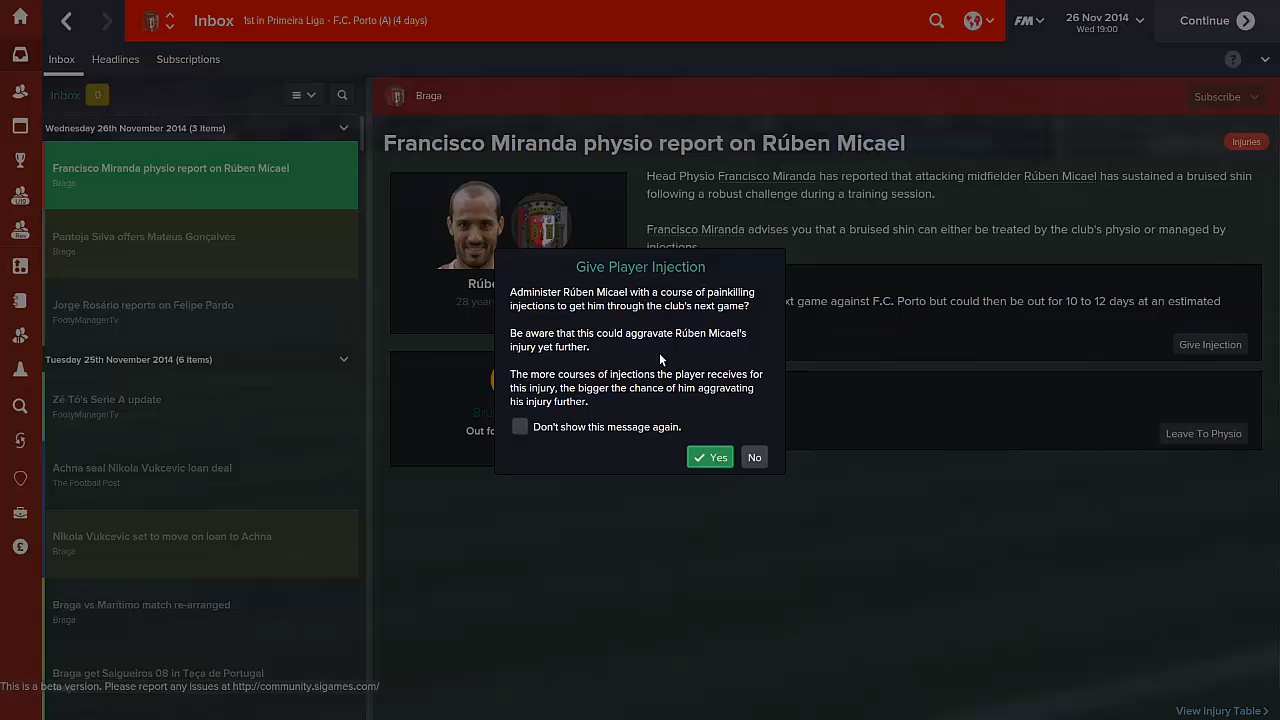 Inbox
1st in Primeira Liga - F.C. Porto (A) (4 days)
FM
26 Nov 2014
Wed 19:00
Continue
Inbox
Headlines
Subscriptions
?
Inbox
0
Wednesday 26th November 2014 (3 Items)
Francisco Miranda physio report on Rúben Micael
Braga
Pantoja Silva offers Mateus Gonçalves
Braga
Jorge Rosário reports on Felipe Pardo
FootyManagerTv
Tuesday 25th November 2014 (6 Items)
Zé Tó's Serie A update
FootyManagerTv
Achna seal Nikola Vukcevic loan deal
The Football Post
Nikola Vukcevic set to move on loan to Achna
Braga
Braga vs Marítimo match re-arranged
Braga
Braga get Salgueiros 08 in Taça de Portugal
This is a beta version. Please report any issues at http://community.sigames.com/
Braga
Subscribe
Francisco Miranda physio report on Rúben Micael
Injuries
Head Physio Francisco Miranda has reported that attacking midfielder Rúben Micael has sustained a bruised shin
following a robust challenge during a training session.
Francisco Miranda advises you that a bruised shin can either be treated by the club's physio or managed by
injections.
Rúbe
28 year-
Out fo
xt game against F.C. Porto but could then be out for 10 to 12 days at an estimated
Give Injection
Leave To Physio
Give Player Injection
Administer Rúben Micael with a course of painkilling
injections to get him through the club's next game?
Be aware that this could aggravate Rúben Micael's
injury yet further.
The more courses of injections the player receives for
this injury, the bigger the chance of him aggravating
his injury further.
Don't show this message again.
Yes
No
View Injury Table >